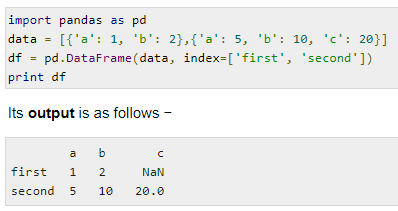 import pandas as pd
data = [{'a': 1, 'b': 2},{'a': 5, 'b': 10, 'c': 20}]
df = pd.DataFrame(data, index=['first', 'second'])
print df
Its output is as follows −
a b c
first 1 2 NaN
second 5 10 20.0